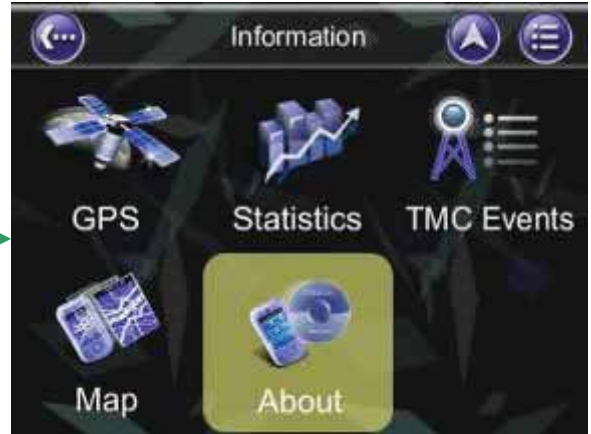 Information
GPS
Statistics
TMC Events
Map
About